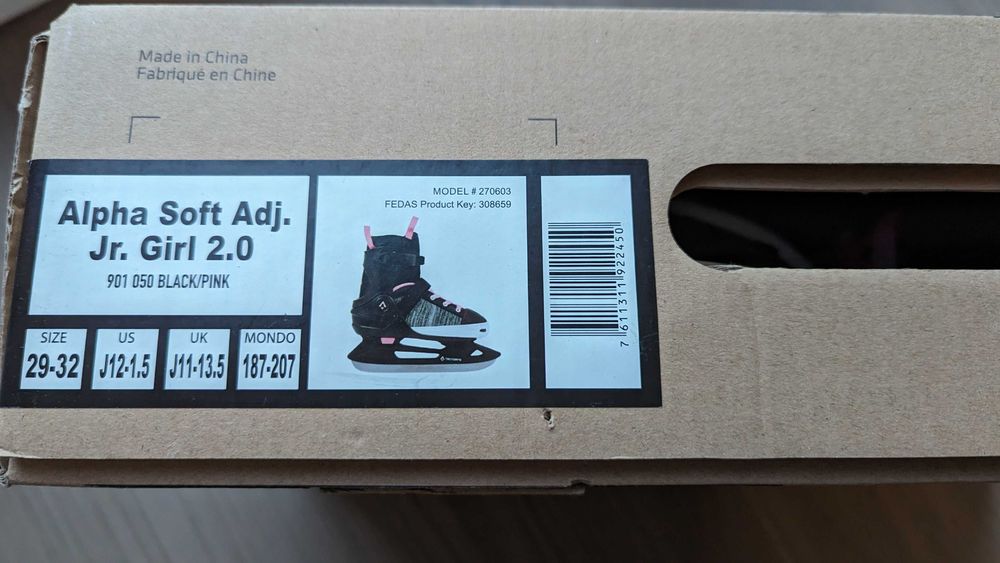 Made in China
Fabriqué en Chine
Alpha Soft Adj.
Jr. Girl 2.0
901 050 BLACK/PINK
SIZE
29-32
US
J12-1.5
UK
J11-13.5
MONDO
187-207
MODEL # 270603
FEDAS Product Key: 308659
7 611311 922450